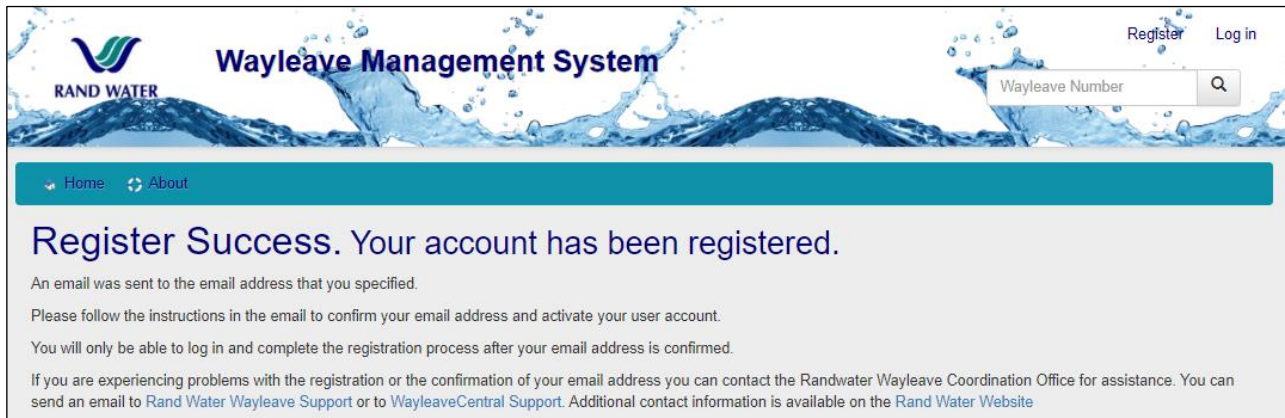 Register Log in
Wayleave Management System
RAND WATER
Wayleave Number
Home About
Register Success. Your account has been registered.
An email was sent to the email address that you specified.
Please follow the instructions in the email to confirm your email address and activate your user account.
You will only be able to log in and complete the registration process after your email address is confirmed.
If you are experiencing problems with the registration or the confirmation of your email address you can contact the Randwater Wayleave Coordination Office for assistance. You can
send an email to Rand Water Wayleave Support or to WayleaveCentral Support. Additional contact information is available on the Rand Water Website